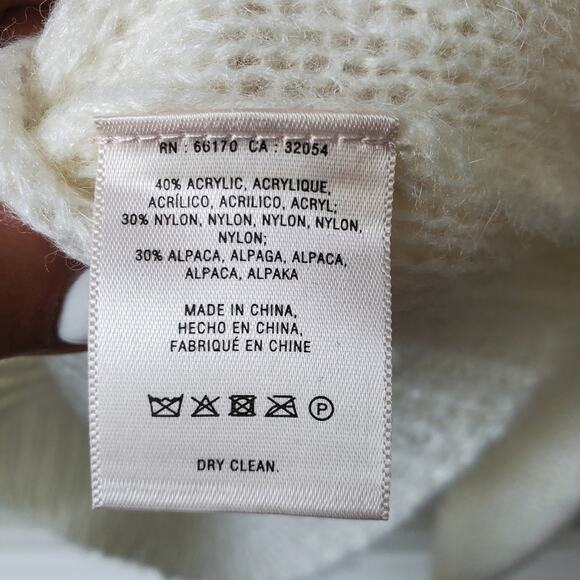 RN : 66170 CA : 32054
40% ACRYLIC, ACRYLIQUE,
ACRÍLICO, ACRILICO, ACRYL;
30% NYLON, NYLON, NYLON, NYLON,
NYLON;
30% ALPACA, ALPAGA, ALPACA,
ALPACA, ALPAKA
MADE IN CHINA,
HECHO EN CHINA,
FABRIQUÉ EN CHINE
P
DRY CLEAN.